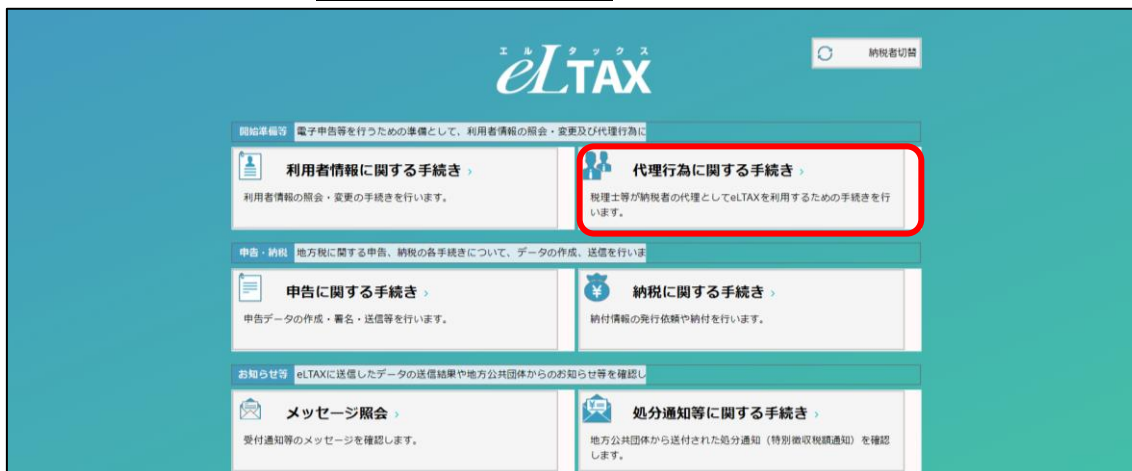 エルタックス
eLTAX
納税者切替
開始準備等 電子申告等を行うための準備として、利用者情報の照会・変更及び代理行為に
利用者情報に関する手続き ›
利用者情報の照会・変更の手続きを行います。
代理行為に関する手続き ›
税理士等が納税者の代理としてeLTAXを利用するための手続きを行
います。
申告・納税 地方税に関する申告、納税の各手続きについて、データの作成、送信を行いま
申告に関する手続き ›
申告データの作成・署名・送信等を行います。
納税に関する手続き ›
納付情報の発行依頼や納付を行います。
お知らせ等 eLTAXに送信したデータの送信結果や地方公共団体からのお知らせ等を確認し
メッセージ照会 ›
受付通知等のメッセージを確認します。
処分通知等に関する手続き ›
地方公共団体から送付された処分通知（特別徴収税額通知）を確認
します。